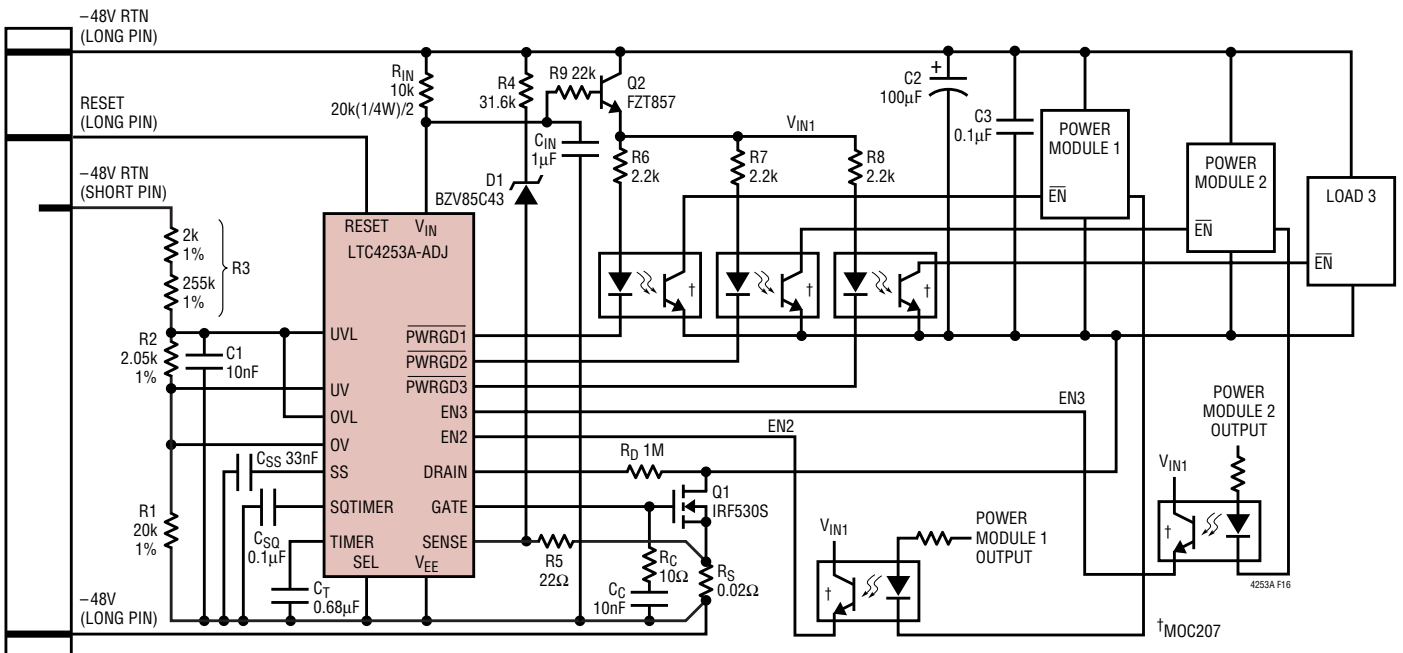 –48V RTN
(LONG PIN)
RESET
(LONG PIN)
–48V RTN
(SHORT PIN)
2k
1%
255k
1%
R3
R2
2.05k
1%
C1
10nF
R1
20k
1%
CSS 33nF
CSQ
0.1µF
CT
0.68µF
–48V
(LONG PIN)
RIN
10k
20k(1/4W)/2
R4
31.6k
R9 22k
Q2
FZT857
CIN
1µF
D1
BZV85C43
RESET VIN
LTC4253A-ADJ
UVL
UV
OVL
OV
SS
SQTIMER
TIMER
SEL VEE
PWRGD1
PWRGD2
PWRGD3
EN3
EN2
DRAIN
GATE
SENSE
VIN1
R6
2.2k
R7
2.2k
R8
2.2k
†
†
†
C2
+
100µF
C3
0.1µF
POWER
MODULE 1
EN
POWER
MODULE 2
EN
LOAD 3
EN
EN3
EN2
RD 1M
Q1
IRF530S
R5
22Ω
RC
10Ω
CC
10nF
RS
0.02Ω
VIN1
†
POWER
MODULE 1
OUTPUT
POWER
MODULE 2
OUTPUT
VIN1
†
4253A F16
†MOC207